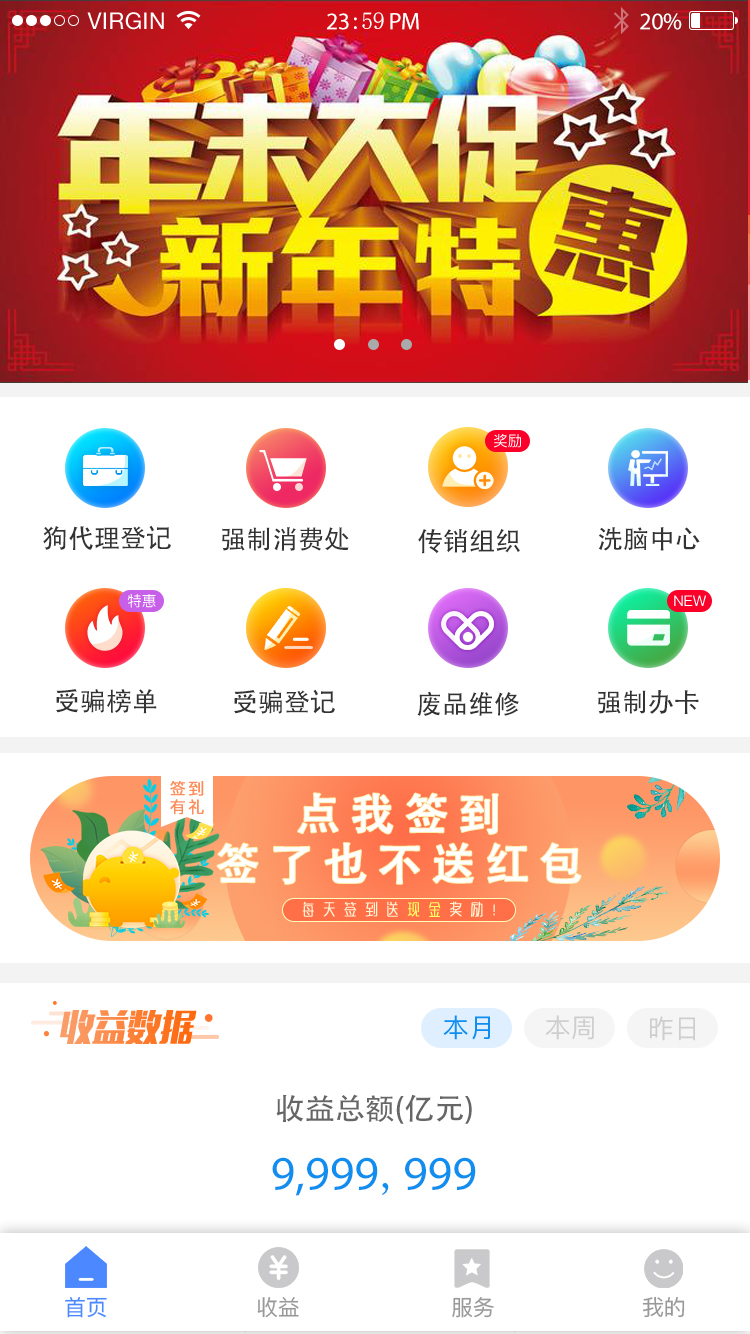 VIRGIN 23:59 PM 20%
年末大促
新年特惠
奖励
狗代理登记 强制消费处 传销组织 洗脑中心
特惠 NEW
受骗榜单 受骗登记 废品维修 强制办卡
签到
有礼
点我签到
签了也不送红包
每天签到送现金奖励！
收益数据 本月 本周 昨日
收益总额(亿元)
9,999, 999
首页 收益 服务 我的